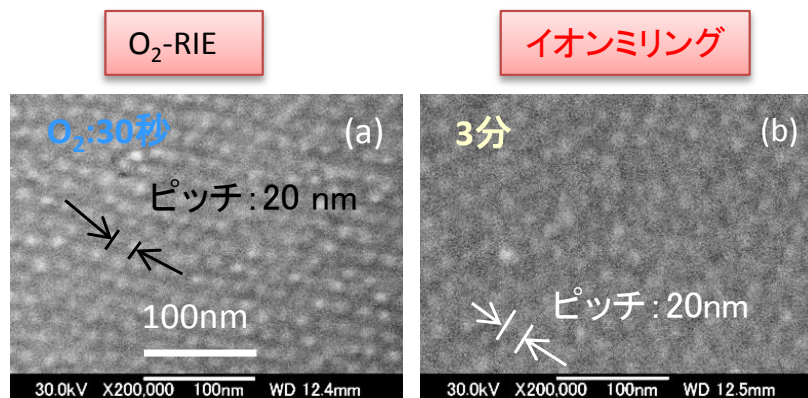 O₂-RIE
イオンミリング
O₂:30秒
(a)
ピッチ:20 nm
100nm
30.0kV X200,000 100nm WD 12.4mm
3分
(b)
ピッチ:20nm
30.0kV X200,000 100nm WD 12.5mm